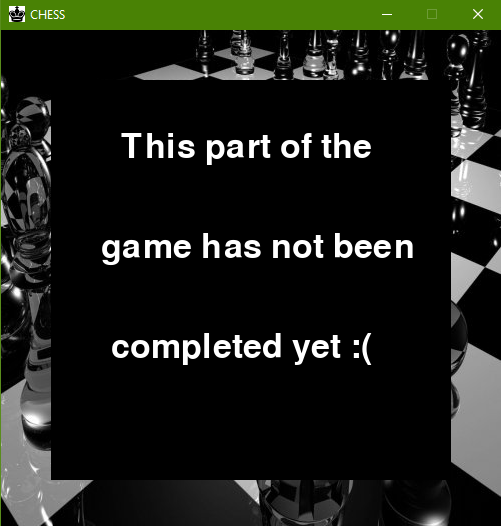 CHESS
This part of the
game has not been
completed yet :(